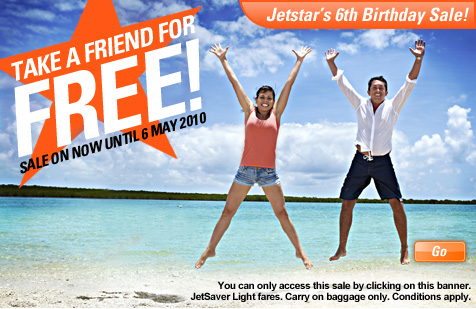 Jetstar's 6th Birthday Sale!
TAKE A FRIEND FOR
FREE!
SALE ON NOW UNTIL 6 MAY 2010
Go
You can only access this sale by clicking on this banner.
JetSaver Light fares. Carry on baggage only. Conditions apply.